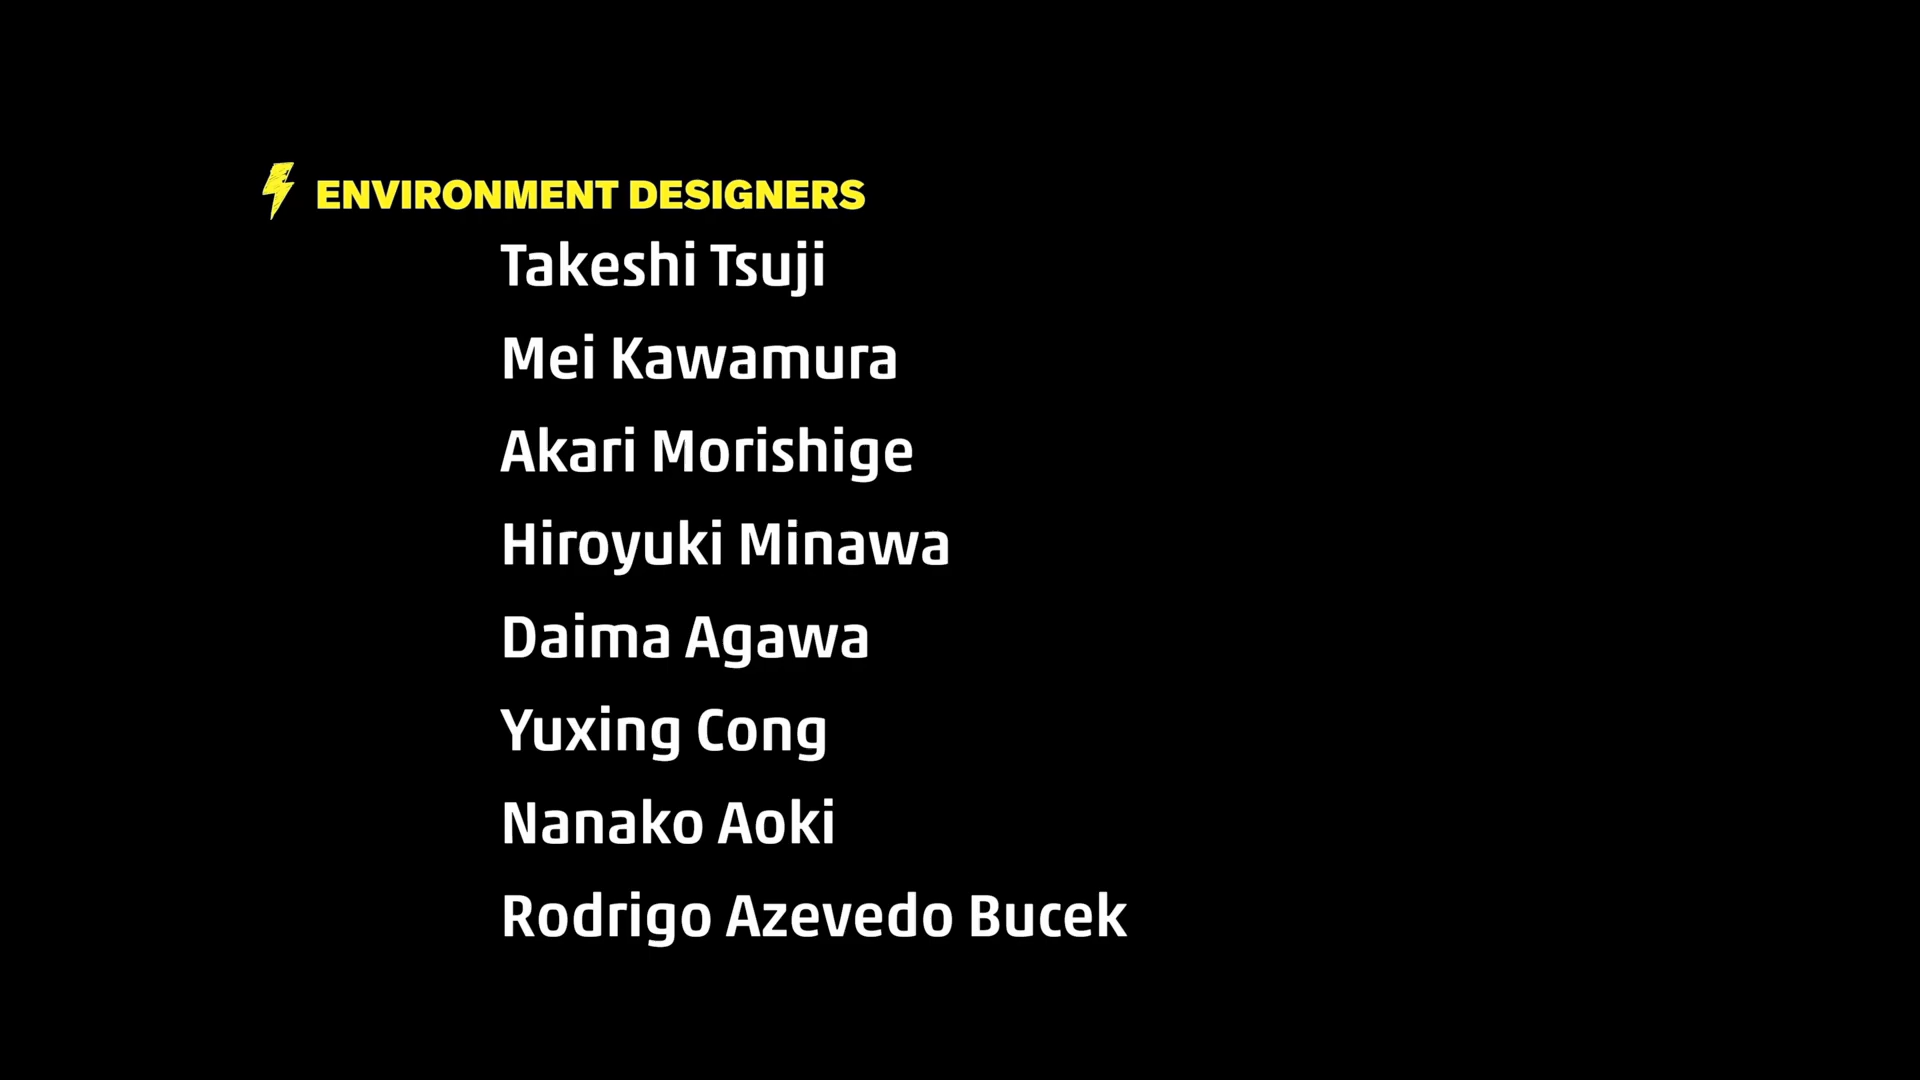 ENVIRONMENT DESIGNERS
Takeshi Tsuji
Mei Kawamura
Akari Morishige
Hiroyuki Minawa
Daima Agawa
Yuxing Cong
Nanako Aoki
Rodrigo Azevedo Bucek